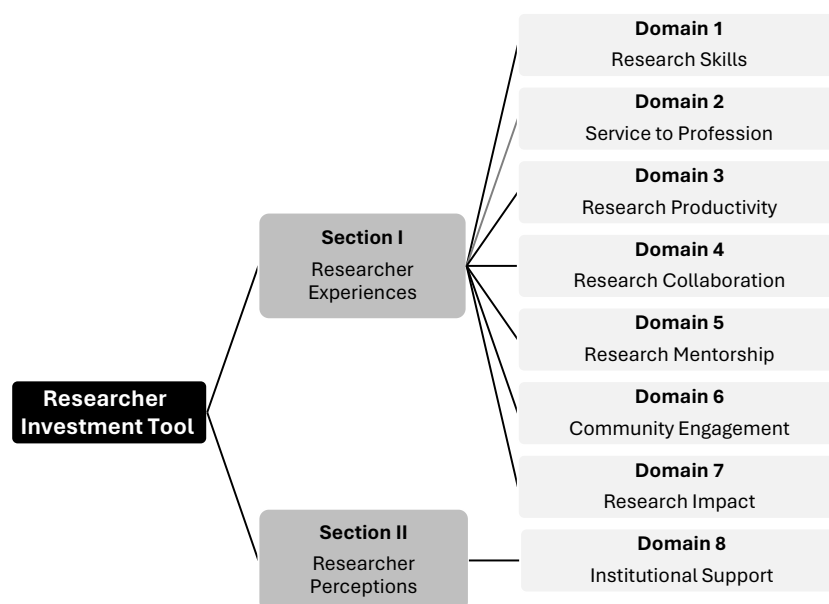 Researcher
Investment Tool
Section I
Researcher
Experiences
Domain 1
Research Skills
Domain 2
Service to Profession
Domain 3
Research Productivity
Domain 4
Research Collaboration
Domain 5
Research Mentorship
Domain 6
Community Engagement
Domain 7
Research Impact
Section II
Researcher
Perceptions
Domain 8
Institutional Support